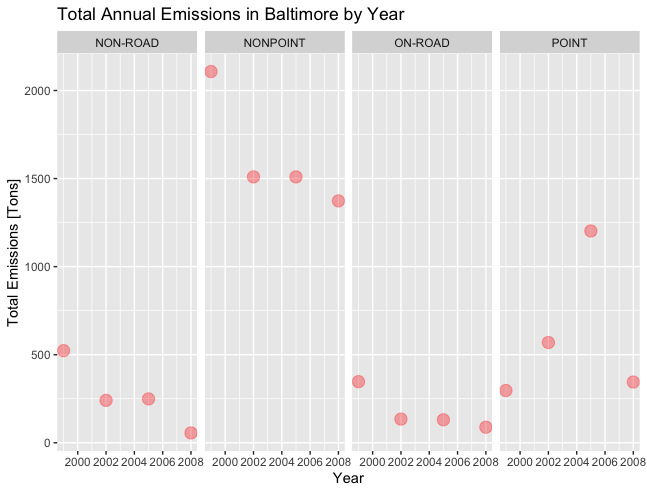 Total Annual Emissions in Baltimore by Year
NON-ROAD NONPOINT ON-ROAD POINT
Total Emissions [Tons]
2000
1500
1000
500
0
2000 2002 2004 2006 2008 2000 2002 2004 2006 2008 2000 2002 2004 2006 2008 2000 2002 2004 2006 2008
Year